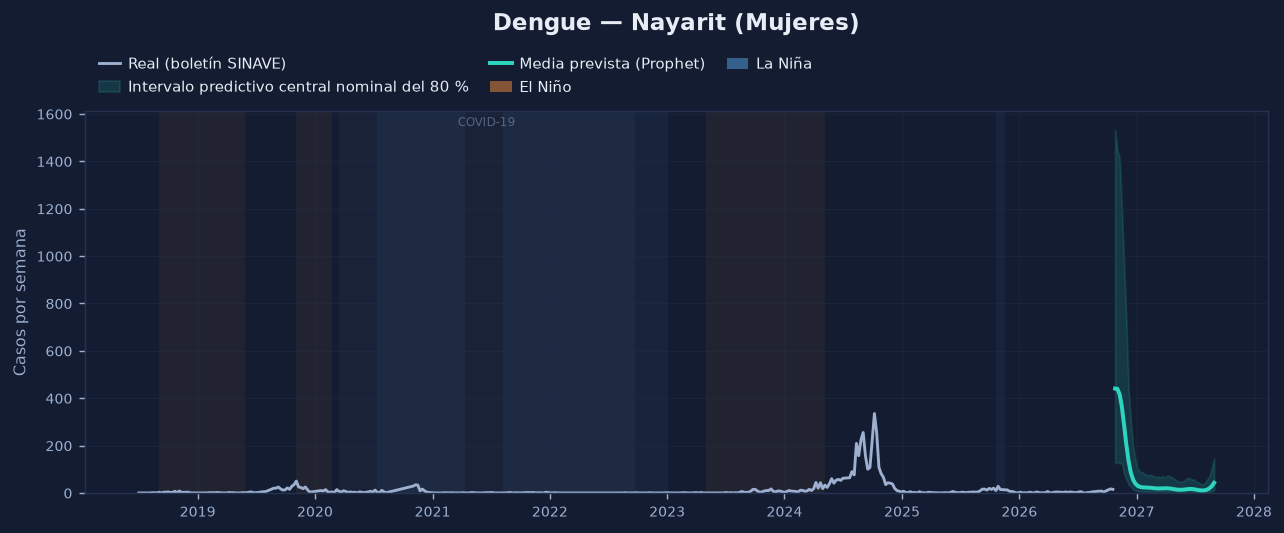 Dengue — Nayarit (Mujeres)
Real (boletín SINAVE)
Media prevista (Prophet)
La Niña
Intervalo predictivo central nominal del 80 %
El Niño
COVID-19
Casos por semana
1600
1400
1200
1000
800
600
400
200
0
2019 2020 2021 2022 2023 2024 2025 2026 2027 2028